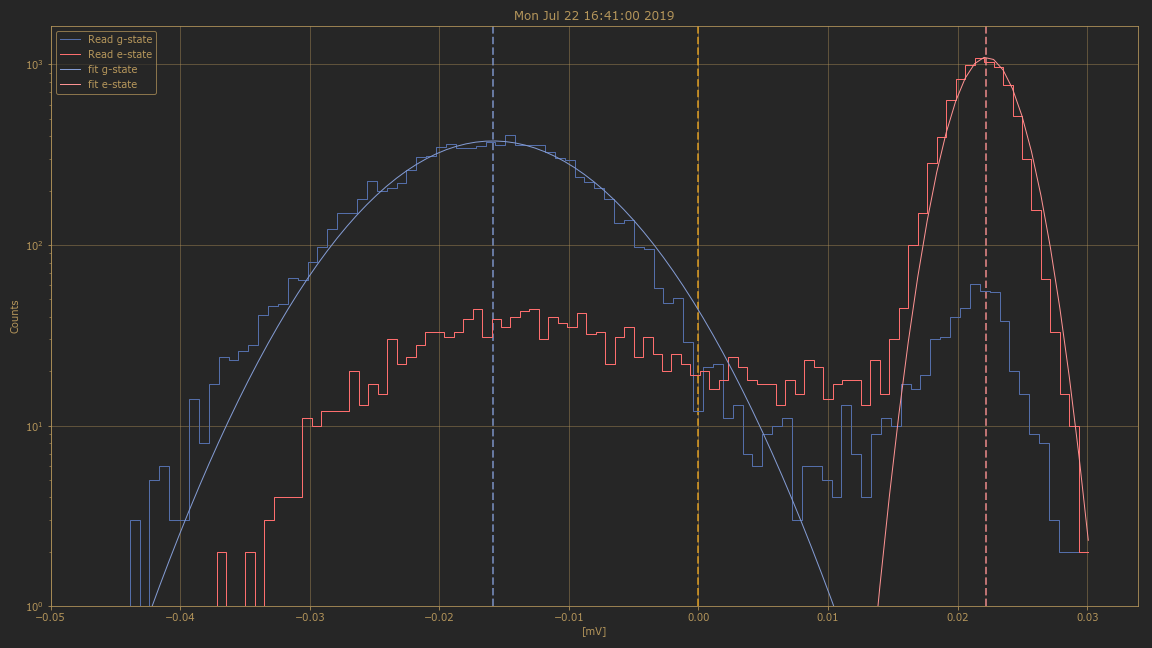 Mon Jul 22 16:41:00 2019
Read g-state
Read e-state
fit g-state
fit e-state
10³
10²
10¹
10⁰
Counts
−0.05 −0.04 −0.03 −0.02 −0.01 0.00 0.01 0.02 0.03
[mV]